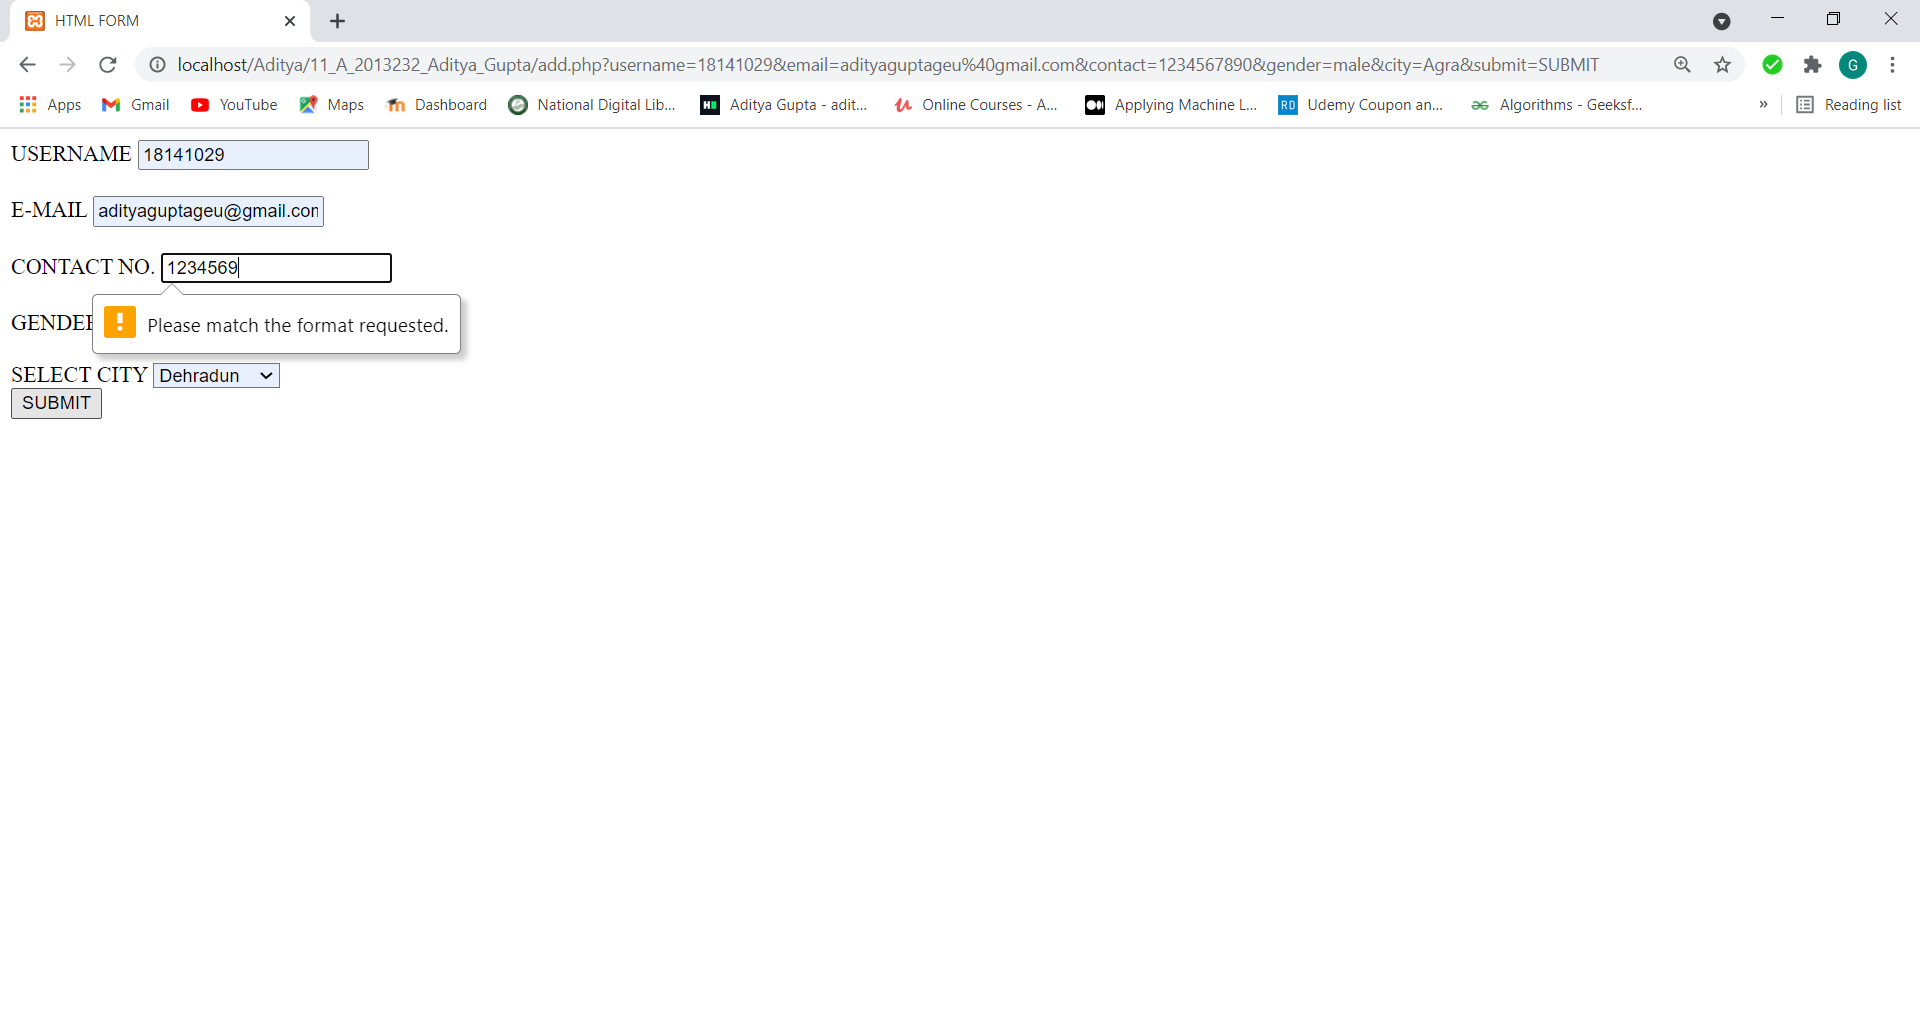 HTML FORM
localhost/Aditya/11_A_2013232_Aditya_Gupta/add.php?username=18141029&email=adityaguptageu%40gmail.com&contact=1234567890&gender=male&city=Agra&submit=SUBMIT
G
Apps Gmail YouTube Maps Dashboard National Digital Lib... Aditya Gupta - adit... Online Courses - A... Applying Machine L... RD Udemy Coupon an... Algorithms - Geeksf... » Reading list
USERNAME 18141029
E-MAIL adityaguptageu@gmail.com
CONTACT NO. 1234569
GENDER
Please match the format requested.
SELECT CITY Dehradun
SUBMIT